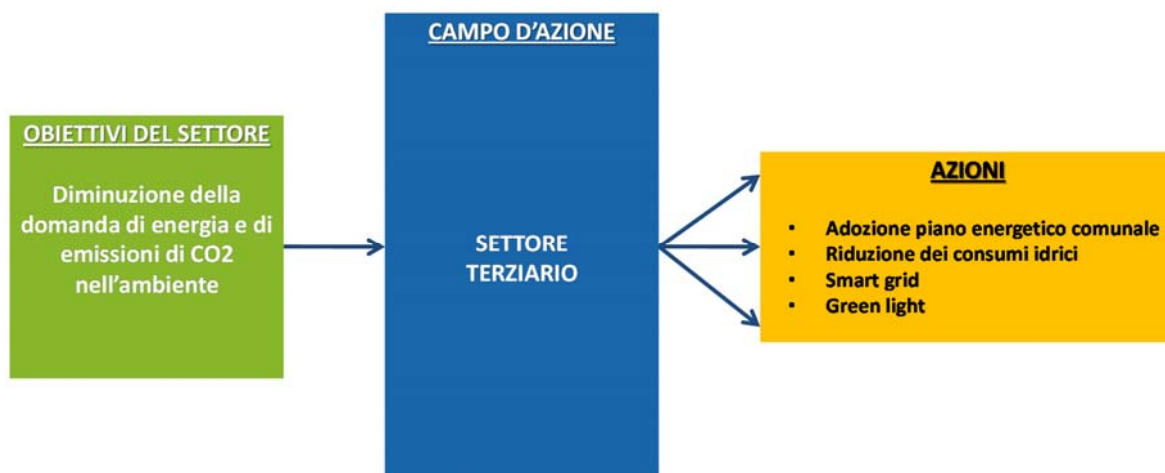 CAMPO D'AZIONE
OBIETTIVI DEL SETTORE
Diminuzione della
domanda di energia e di
emissioni di CO2
nell'ambiente
SETTORE
TERZIARIO
AZIONI
• Adozione piano energetico comunale
• Riduzione dei consumi idrici
• Smart grid
• Green light